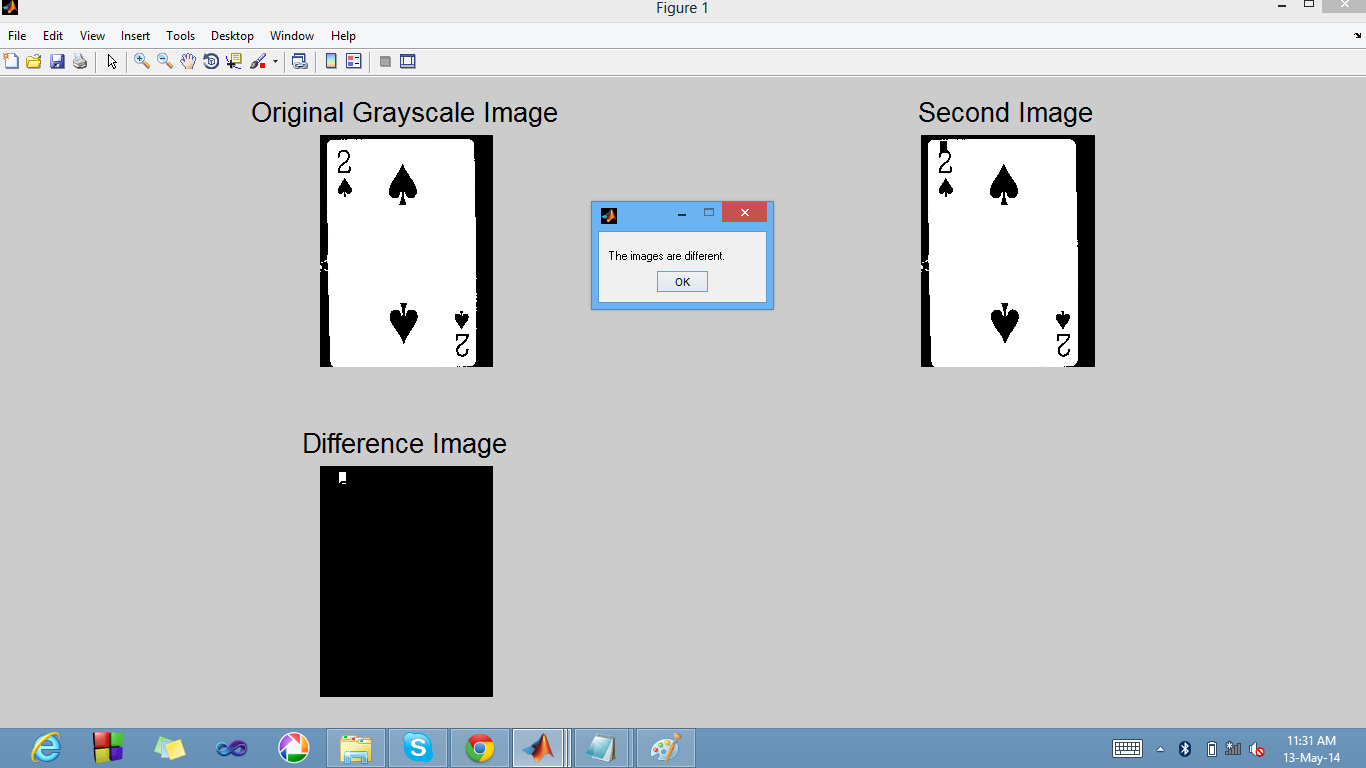 Figure 1
File Edit View Insert Tools Desktop Window Help
Original Grayscale Image
Second Image
2
2
2
2
The images are different.
OK
Difference Image
11:31 AM
13-May-14